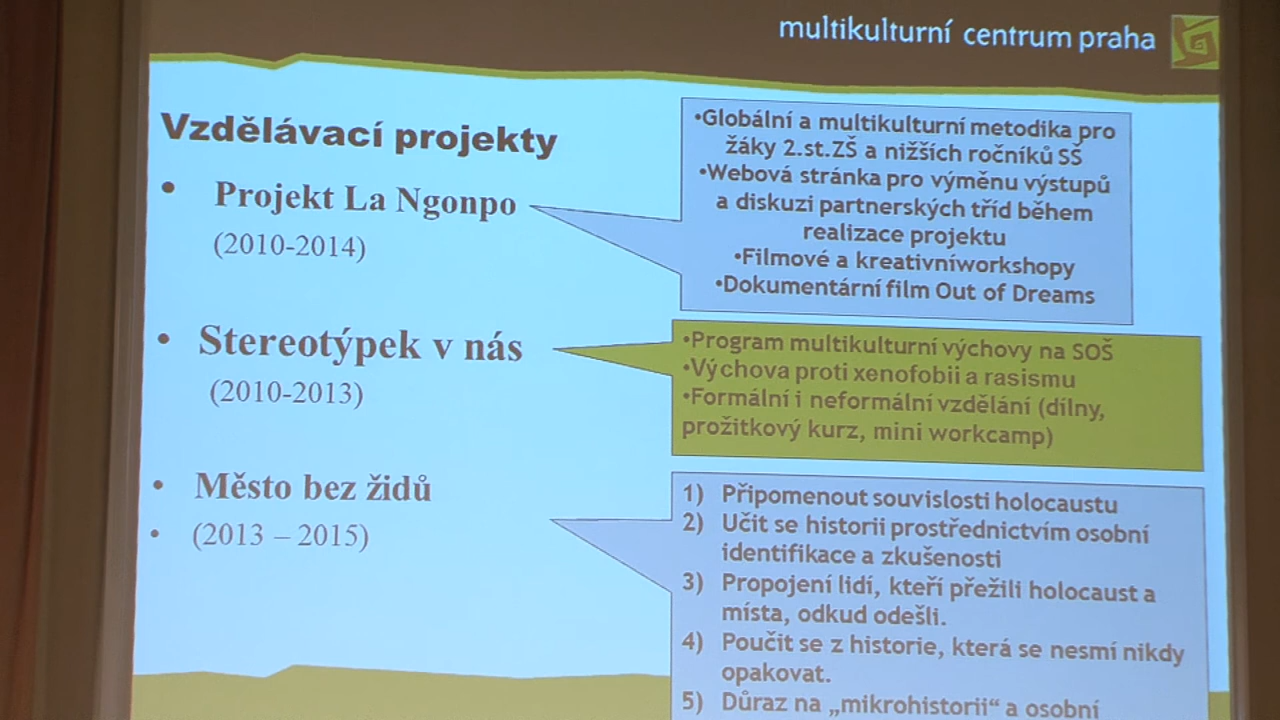 multikulturní centrum praha
Vzdělávací projekty
• Projekt La Ngonpo
(2010-2014)
•Globální a multikulturní metodika pro
žáky 2.st.ZŠ a nižších ročníků SŠ
•Webová stránka pro výměnu výstupů
a diskuzi partnerských tříd během
realizace projektu
•Filmové a kreativníworkshopy
•Dokumentární film Out of Dreams
• Stereotýpek v nás
(2010-2013)
•Program multikulturní výchovy na SOŠ
•Výchova proti xenofobii a rasismu
•Formální i neformální vzdělání (dílny,
prožitkový kurz, mini workcamp)
• Město bez židů
• (2013 – 2015)
1) Připomenout souvislosti holocaustu
2) Učit se historii prostřednictvím osobní
identifikace a zkušenosti
3) Propojení lidí, kteří přežili holocaust a
místa, odkud odešli.
4) Poučit se z historie, která se nesmí nikdy
opakovat.
5) Důraz na „mikrohistorii“ a osobní